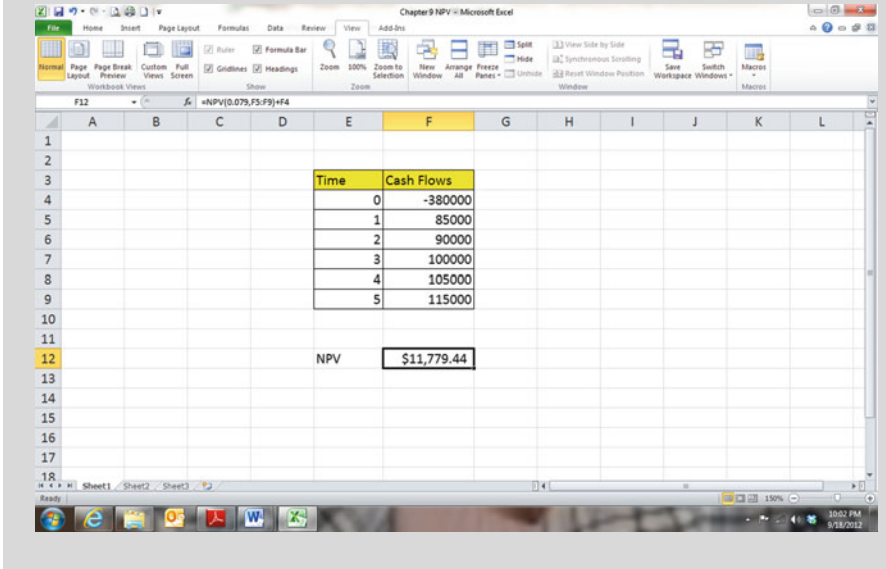 Chapter 9 NPV - Microsoft Excel
File Home Insert Page Layout Formulas Data Review View Add-Ins
Normal Page Layout Page Break Preview Custom Views Full Screen
Workbook Views
Ruler Formula Bar
Gridlines Headings
Show
Zoom 100% Zoom to Selection
Zoom
New Window Arrange All Freeze Panes
Split
Hide
Unhide
View Side by Side
Synchronous Scrolling
Reset Window Position
Window
Save Workspace Switch Windows
Macros
Macros
F12 fx =NPV(0.079,F5:F9)+F4
A B C D E F G H I J K L
1
2
3 Time Cash Flows
4 0 -380000
5 1 85000
6 2 90000
7 3 100000
8 4 105000
9 5 115000
10
11
12 NPV $11,779.44
13
14
15
16
17
18
Sheet1 Sheet2 Sheet3
Ready 150%
10:02 PM
9/18/2012